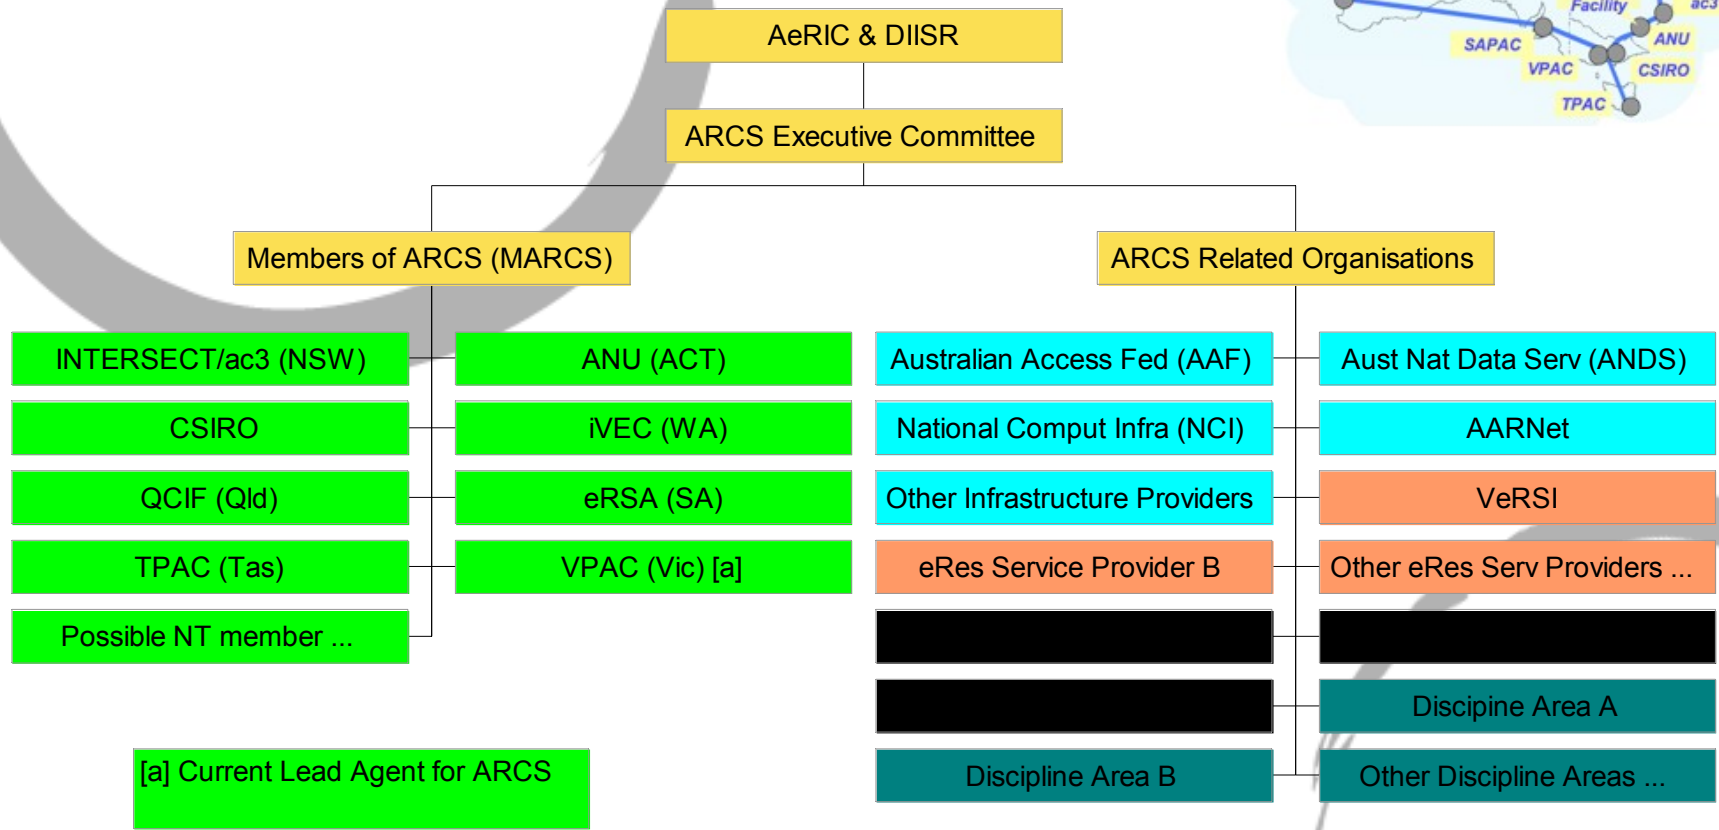 AeRIC & DIISR
Facility
ac3
SAPAC
ANU
VPAC
CSIRO
TPAC
ARCS Executive Committee
Members of ARCS (MARCS)
ARCS Related Organisations
INTERSECT/ac3 (NSW)
ANU (ACT)
CSIRO
iVEC (WA)
QCIF (Qld)
eRSA (SA)
TPAC (Tas)
VPAC (Vic) [a]
Possible NT member ...
[a] Current Lead Agent for ARCS
Australian Access Fed (AAF)
Aust Nat Data Serv (ANDS)
National Comput Infra (NCI)
AARNet
Other Infrastructure Providers
VeRSI
eRes Service Provider B
Other eRes Serv Providers ...
Discipine Area A
Discipline Area B
Other Discipline Areas ...